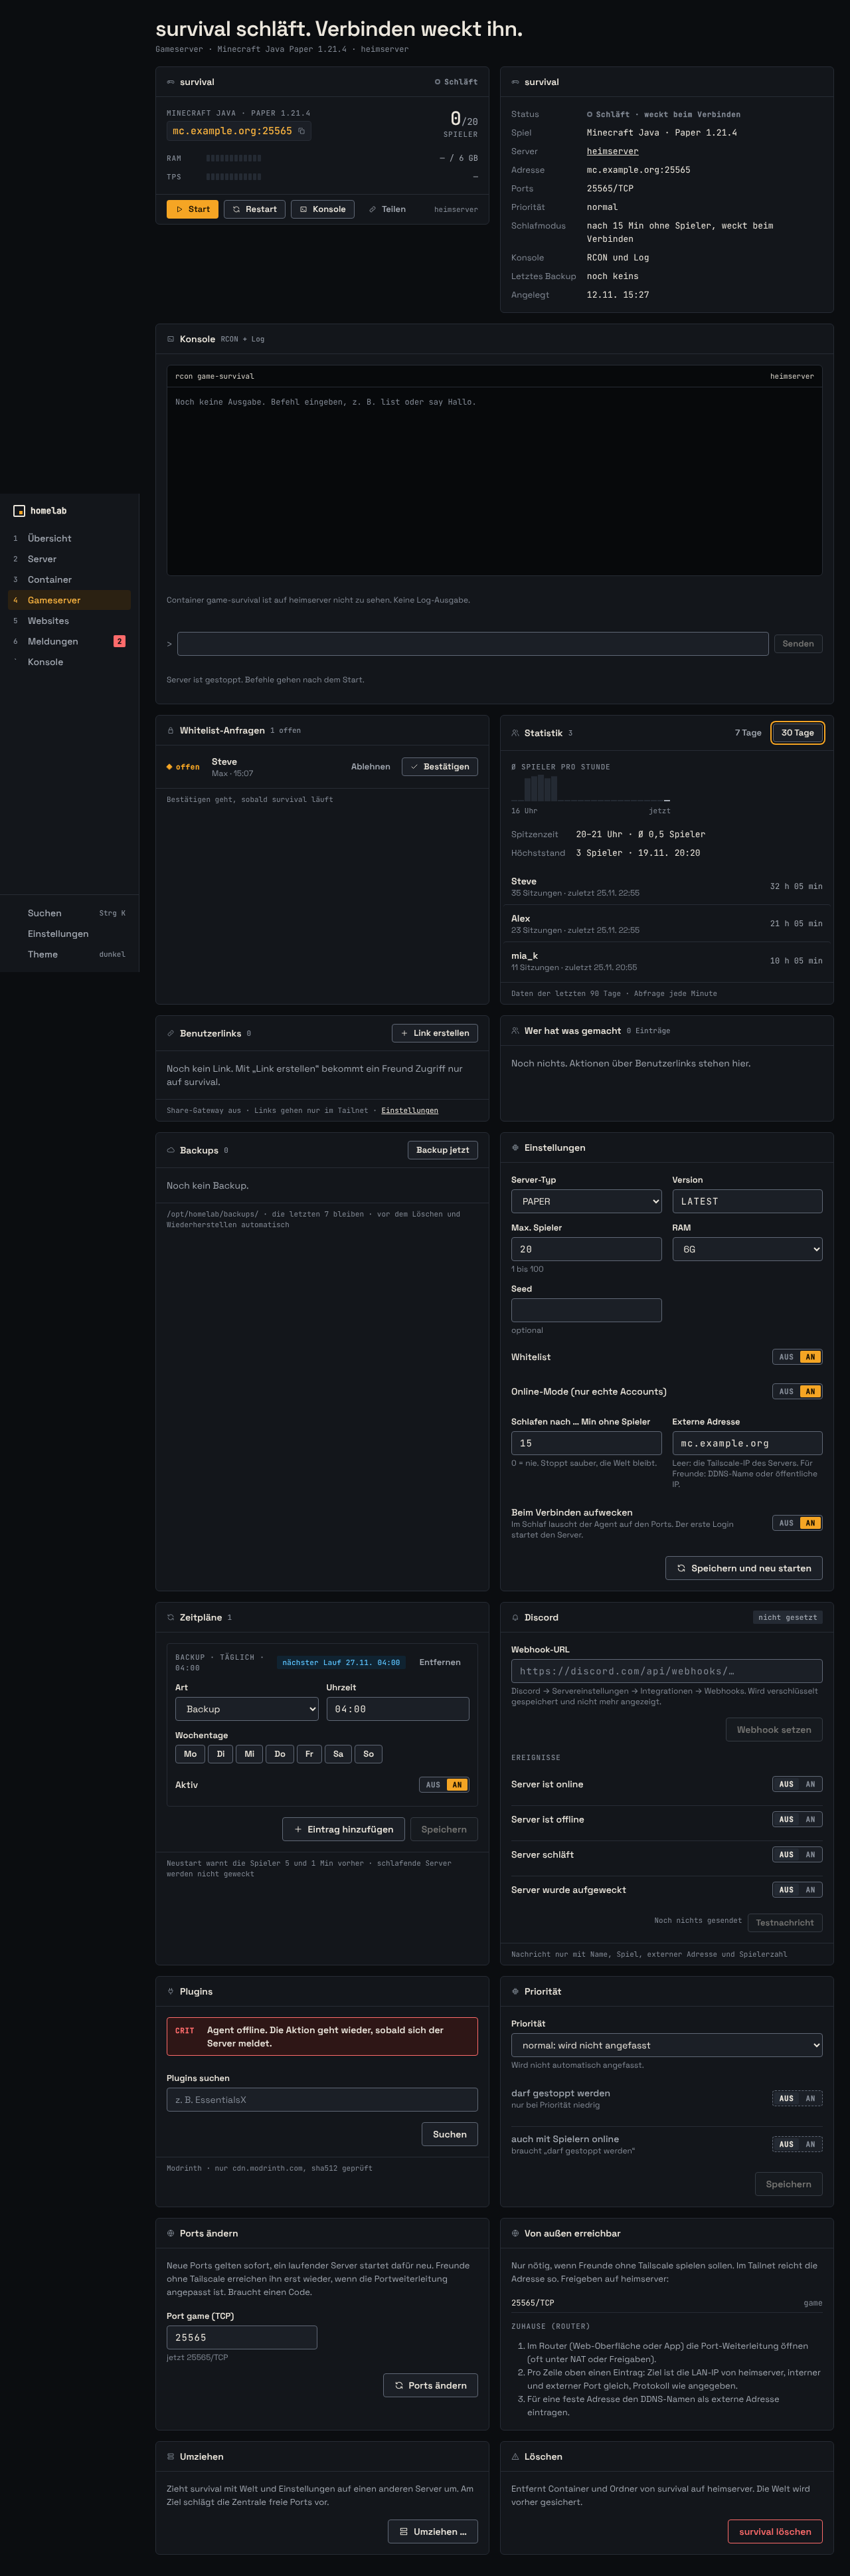 survival schläft. Verbinden weckt ihn.
Gameserver · Minecraft Java Paper 1.21.4 · heimserver
survival
Schläft
MINECRAFT JAVA · PAPER 1.21.4
mc.example.org:25565
0/20
SPIELER
RAM
— / 6 GB
TPS
—
Start
Restart
Konsole
Teilen
heimserver
survival
Status
Schläft · weckt beim Verbinden
Spiel
Minecraft Java · Paper 1.21.4
Server
heimserver
Adresse
mc.example.org:25565
Ports
25565/TCP
Priorität
normal
Schlafmodus
nach 15 Min ohne Spieler, weckt beim
Verbinden
Konsole
RCON und Log
Letztes Backup
noch keins
Angelegt
12.11. 15:27
Konsole
RCON + Log
rcon game-survival
heimserver
Noch keine Ausgabe. Befehl eingeben, z. B. list oder say Hallo.
Container game-survival ist auf heimserver nicht zu sehen. Keine Log-Ausgabe.
>
Senden
Server ist gestoppt. Befehle gehen nach dem Start.
homelab
1 Übersicht
2 Server
3 Container
4 Gameserver
5 Websites
6 Meldungen 2
` Konsole
Suchen Strg K
Einstellungen
Theme dunkel
Whitelist-Anfragen
1 offen
offen
Steve
Max · 15:07
Ablehnen
Bestätigen
Bestätigen geht, sobald survival läuft
Statistik 3
7 Tage
30 Tage
Ø SPIELER PRO STUNDE
16 Uhr
jetzt
Spitzenzeit
20–21 Uhr · Ø 0,5 Spieler
Höchststand
3 Spieler · 19.11. 20:20
Steve
35 Sitzungen · zuletzt 25.11. 22:55
32 h 05 min
Alex
23 Sitzungen · zuletzt 25.11. 22:55
21 h 05 min
mia_k
11 Sitzungen · zuletzt 25.11. 20:55
10 h 05 min
Daten der letzten 90 Tage · Abfrage jede Minute
Benutzerlinks 0
Link erstellen
Noch kein Link. Mit „Link erstellen“ bekommt ein Freund Zugriff nur
auf survival.
Share-Gateway aus · Links gehen nur im Tailnet · Einstellungen
Wer hat was gemacht
0 Einträge
Noch nichts. Aktionen über Benutzerlinks stehen hier.
Backups 0
Backup jetzt
Noch kein Backup.
/opt/homelab/backups/ · die letzten 7 bleiben · vor dem Löschen und
Wiederherstellen automatisch
Einstellungen
Server-Typ
Version
PAPER
LATEST
Max. Spieler
RAM
20
6G
1 bis 100
Seed
optional
Whitelist
AUS AN
Online-Mode (nur echte Accounts)
AUS AN
Schlafen nach … Min ohne Spieler
Externe Adresse
15
mc.example.org
0 = nie. Stoppt sauber, die Welt bleibt.
Leer: die Tailscale-IP des Servers. Für
Freunde: DDNS-Name oder öffentliche
IP.
Beim Verbinden aufwecken
Im Schlaf lauscht der Agent auf den Ports. Der erste Login
startet den Server.
AUS AN
Speichern und neu starten
Zeitpläne 1
BACKUP · TÄGLICH ·
04:00
nächster Lauf 27.11. 04:00
Entfernen
Art
Uhrzeit
Backup
04:00
Wochentage
Mo Di Mi Do Fr Sa So
Aktiv
AUS AN
Eintrag hinzufügen
Speichern
Neustart warnt die Spieler 5 und 1 Min vorher · schlafende Server
werden nicht geweckt
Discord
nicht gesetzt
Webhook-URL
https://discord.com/api/webhooks/…
Discord → Servereinstellungen → Integrationen → Webhooks. Wird verschlüsselt
gespeichert und nicht mehr angezeigt.
Webhook setzen
EREIGNISSE
Server ist online
AUS AN
Server ist offline
AUS AN
Server schläft
AUS AN
Server wurde aufgeweckt
AUS AN
Noch nichts gesendet
Testnachricht
Nachricht nur mit Name, Spiel, externer Adresse und Spielerzahl
Plugins
CRIT
Agent offline. Die Aktion geht wieder, sobald sich der
Server meldet.
Plugins suchen
z. B. EssentialsX
Suchen
Modrinth · nur cdn.modrinth.com, sha512 geprüft
Priorität
Priorität
normal: wird nicht angefasst
Wird nicht automatisch angefasst.
darf gestoppt werden
nur bei Priorität niedrig
AUS AN
auch mit Spielern online
braucht „darf gestoppt werden“
AUS AN
Speichern
Ports ändern
Neue Ports gelten sofort, ein laufender Server startet dafür neu. Freunde
ohne Tailscale erreichen ihn erst wieder, wenn die Portweiterleitung
angepasst ist. Braucht einen Code.
Port game (TCP)
25565
jetzt 25565/TCP
Ports ändern
Von außen erreichbar
Nur nötig, wenn Freunde ohne Tailscale spielen sollen. Im Tailnet reicht die
Adresse so. Freigeben auf heimserver:
25565/TCP
game
ZUHAUSE (ROUTER)
1. Im Router (Web-Oberfläche oder App) die Port-Weiterleitung öffnen
(oft unter NAT oder Freigaben).
2. Pro Zeile oben einen Eintrag: Ziel ist die LAN-IP von heimserver, interner
und externer Port gleich, Protokoll wie angegeben.
3. Für eine feste Adresse den DDNS-Namen als externe Adresse
eintragen.
Umziehen
Zieht survival mit Welt und Einstellungen auf einen anderen Server um. Am
Ziel schlägt die Zentrale freie Ports vor.
Umziehen …
Löschen
Entfernt Container und Ordner von survival auf heimserver. Die Welt wird
vorher gesichert.
survival löschen